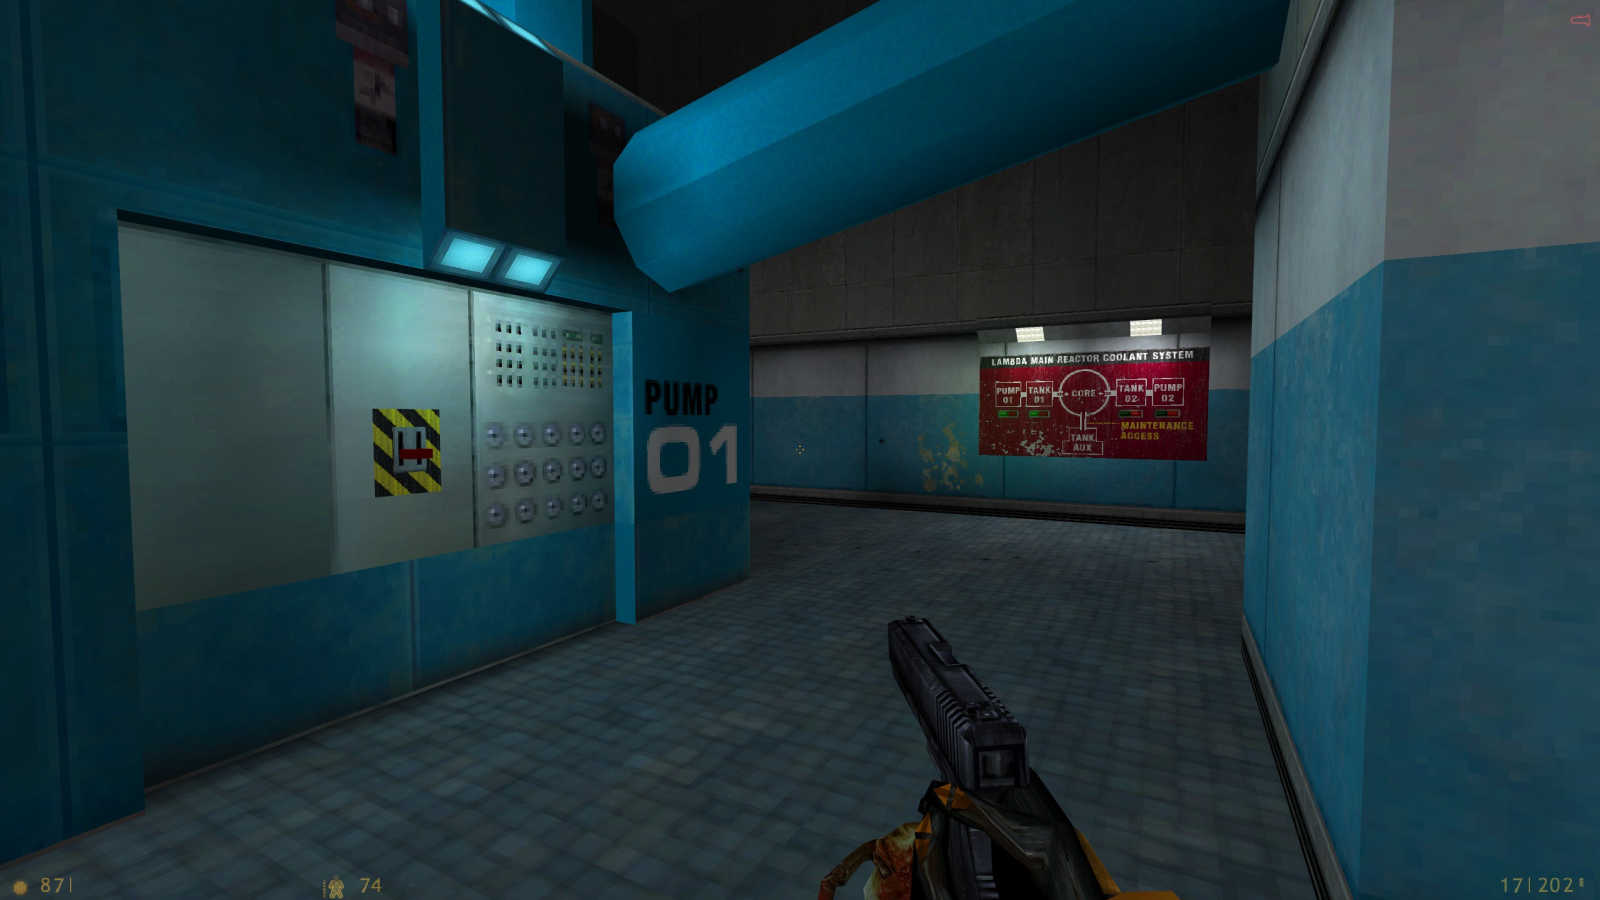 PUMP
01
LAMBDA MAIN REACTOR COOLANT SYSTEM
PUMP 01
TANK 01
CORE
TANK 02
PUMP 02
MAINTENANCE
ACCESS
TANK
AUX
87
74
17 202